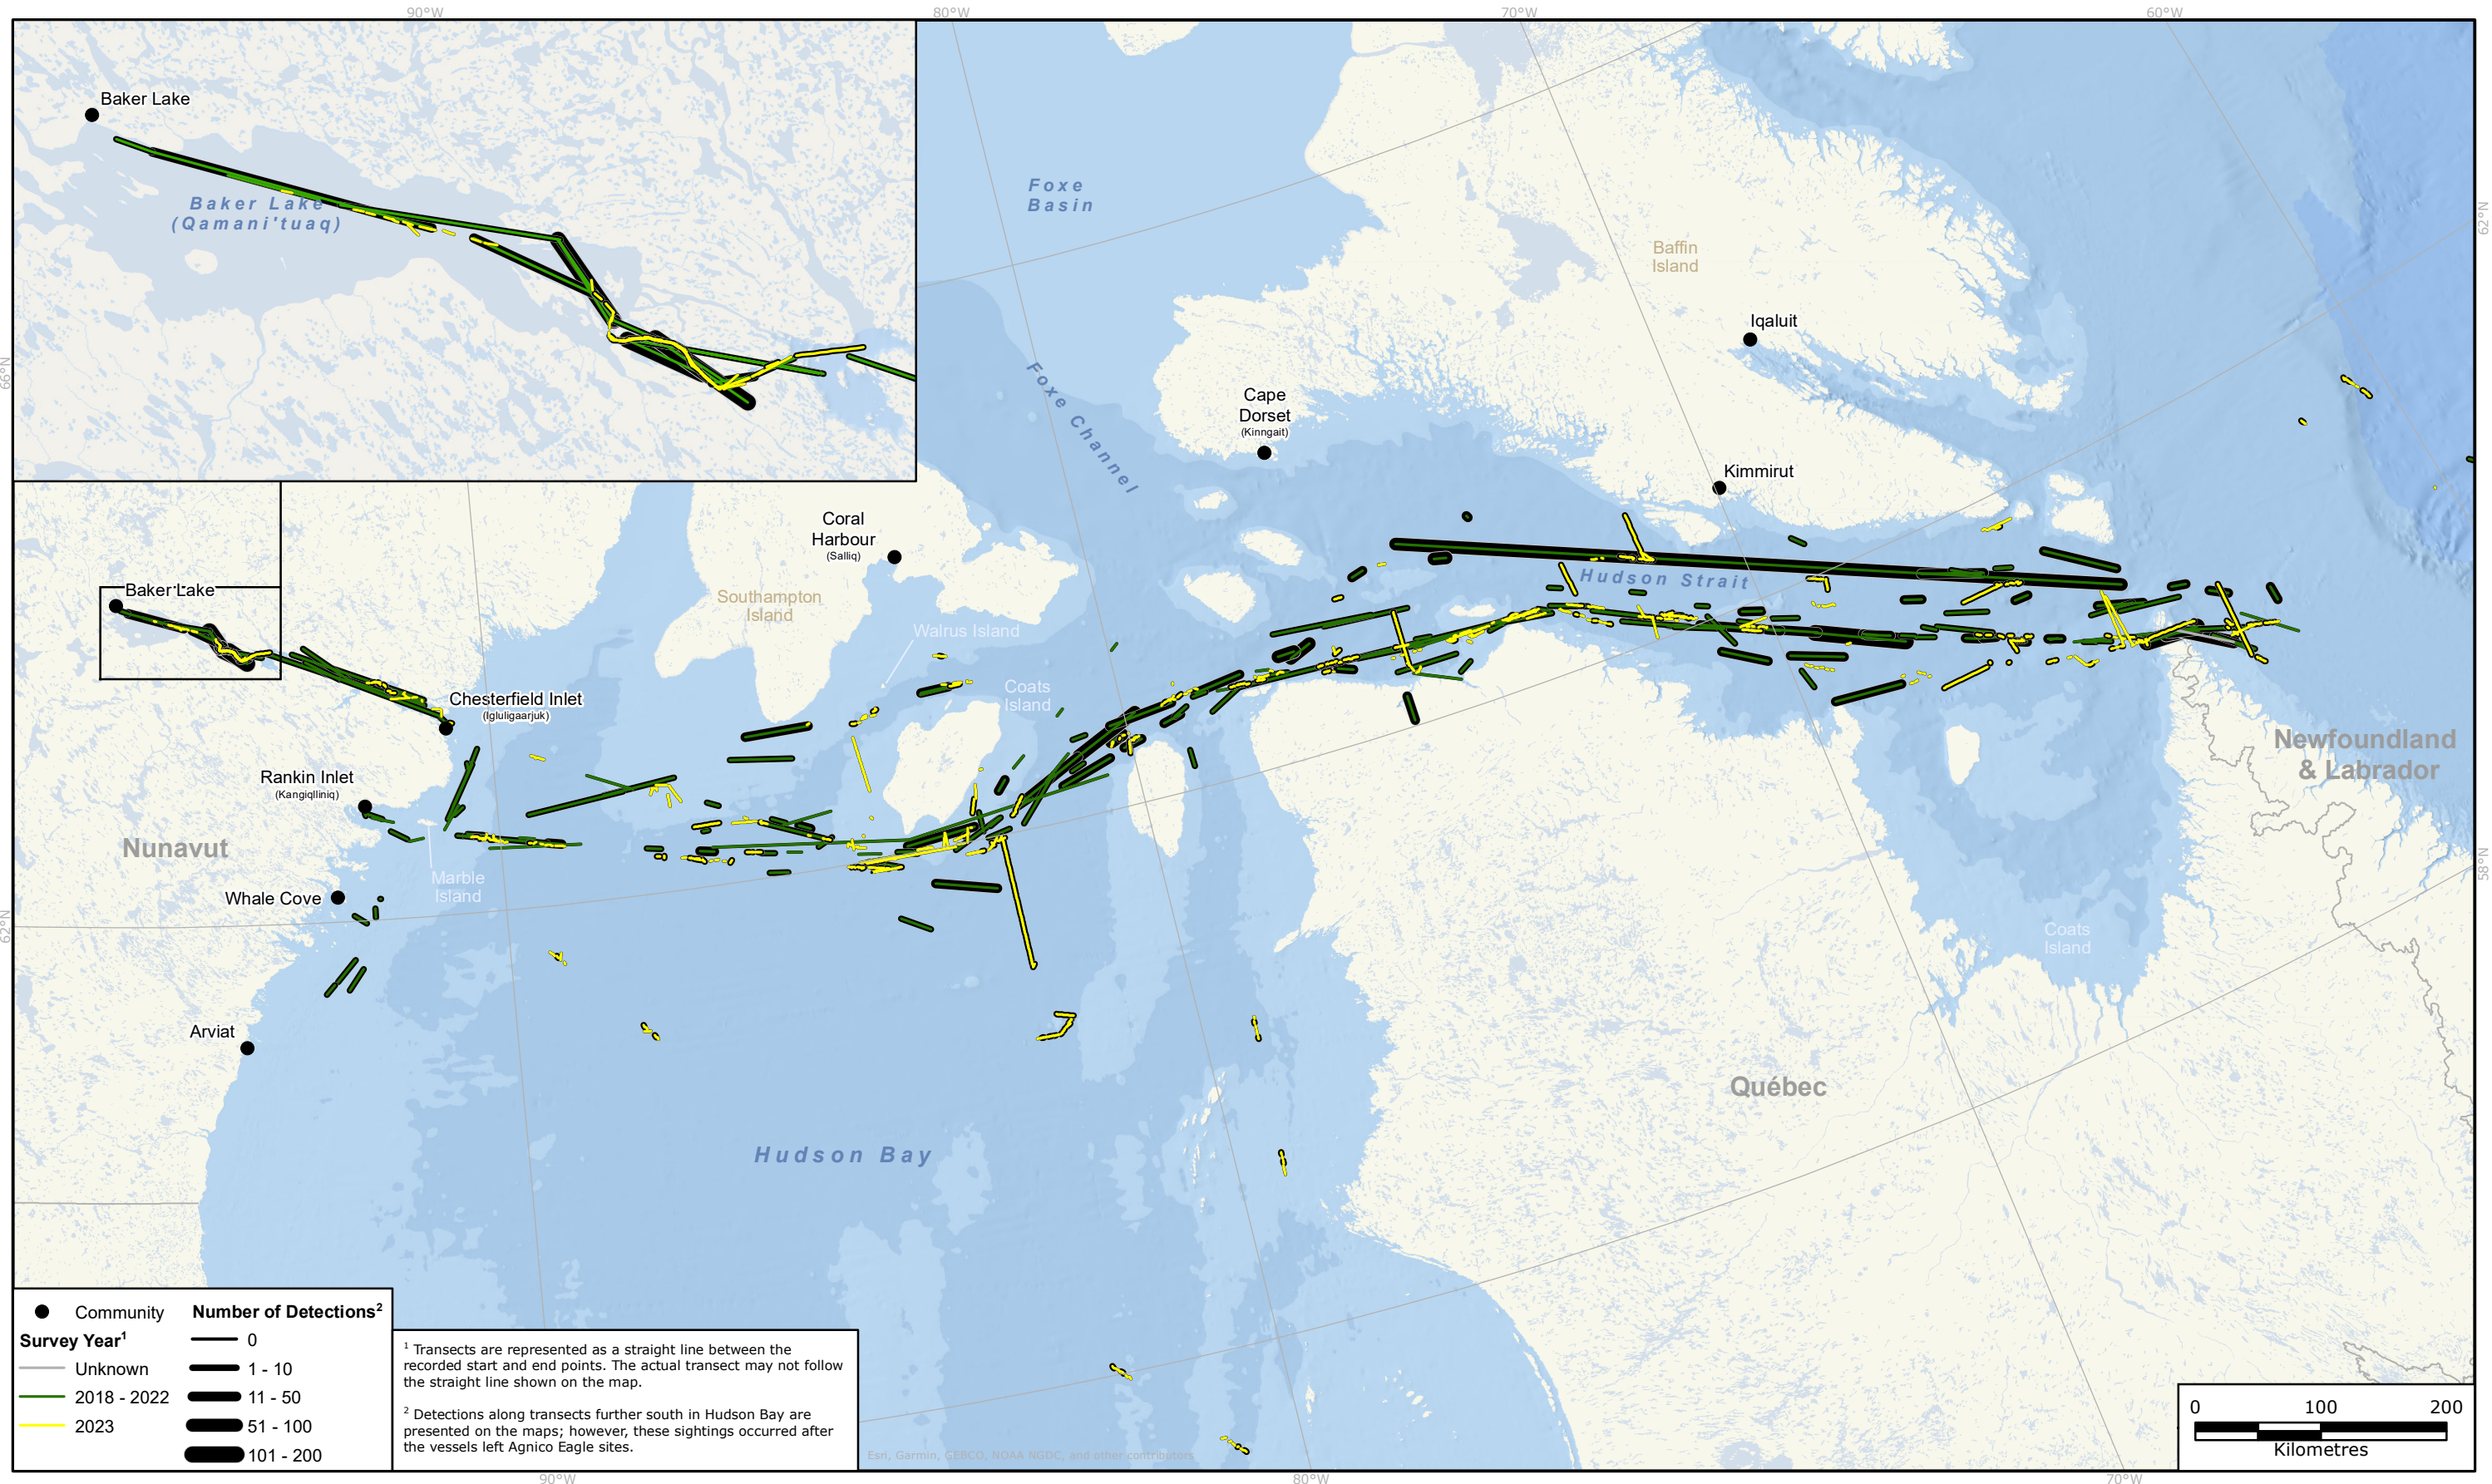 90°W
80°W
70°W
60°W
Baker Lake
Baker Lake
(Qamani'tuaq)
Foxe
Basin
Baffin
Island
62°N
Iqaluit
66°N
Foxe Channel
Cape
Dorset
(Kinngait)
Kimmirut
Coral
Harbour
(Salliq)
Hudson Strait
Baker Lake
Southampton
Island
Walrus Island
Coats
Island
Chesterfield Inlet
(Igluligaarjuk)
Newfoundland
& Labrador
Rankin Inlet
(Kangiqlliniq)
Nunavut
58°N
Marble
Island
Whale Cove
62°N
Coats
Island
Arviat
Québec
Hudson Bay
Community
Number of Detections2
Survey Year1
0
Unknown
1 - 10
2018 - 2022
11 - 50
2023
51 - 100
101 - 200
1 Transects are represented as a straight line between the
recorded start and end points. The actual transect may not follow
the straight line shown on the map.
2 Detections along transects further south in Hudson Bay are
presented on the maps; however, these sightings occurred after
the vessels left Agnico Eagle sites.
Esri, Garmin, GEBCO, NOAA NGDC, and other contributors
0 100 200
Kilometres
90°W
80°W
70°W